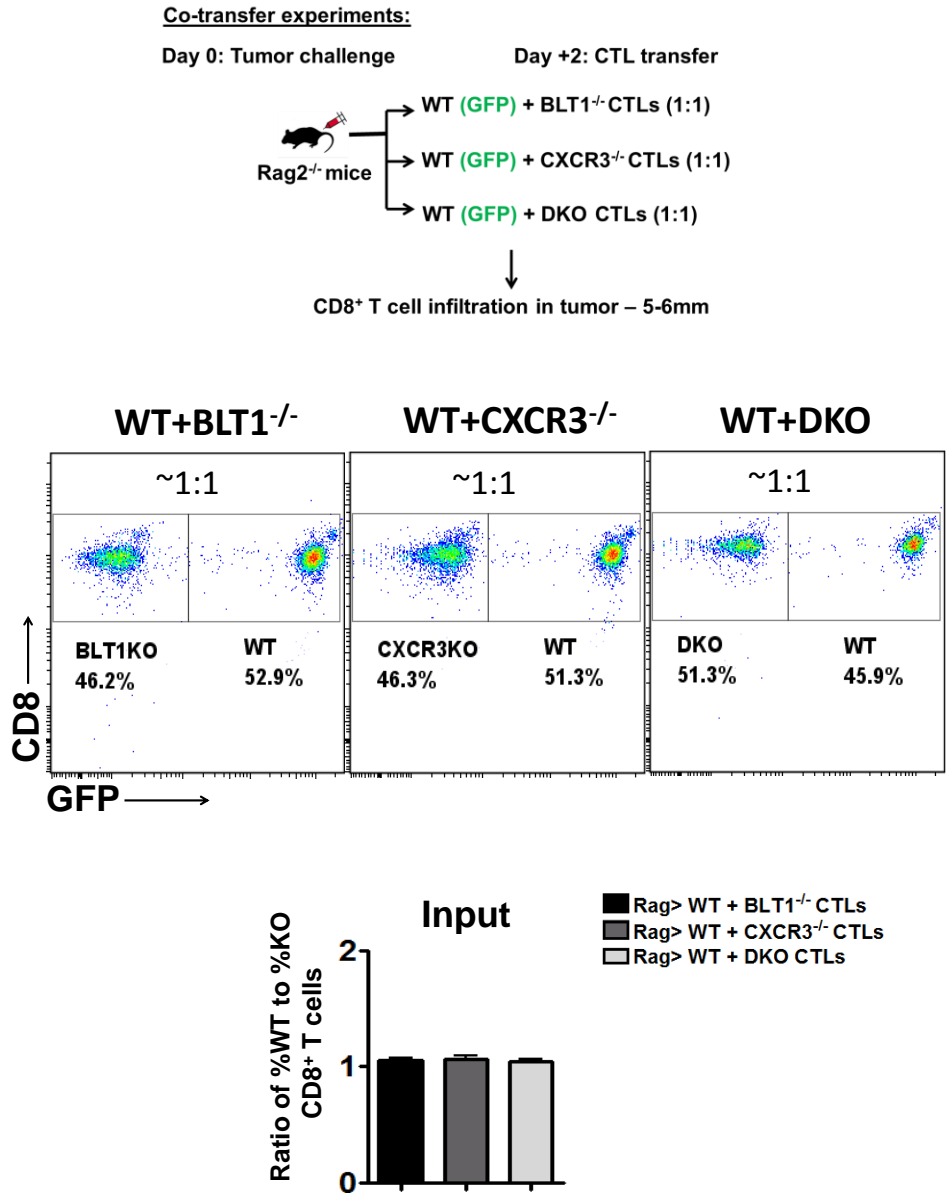 Co-transfer experiments:
Day 0: Tumor challenge
Day +2: CTL transfer
Rag2-/- mice
WT (GFP) + BLT1-/- CTLs (1:1)
WT (GFP) + CXCR3-/- CTLs (1:1)
WT (GFP) + DKO CTLs (1:1)
CD8+ T cell infiltration in tumor – 5-6mm
WT+BLT1-/-
WT+CXCR3-/-
WT+DKO
~1:1
~1:1
~1:1
BLT1KO
46.2%
WT
52.9%
CXCR3KO
46.3%
WT
51.3%
DKO
51.3%
WT
45.9%
CD8
GFP
Input
Rag> WT + BLT1-/- CTLs
Rag> WT + CXCR3-/- CTLs
Rag> WT + DKO CTLs
Ratio of %WT to %KO
CD8+ T cells
2
1
0